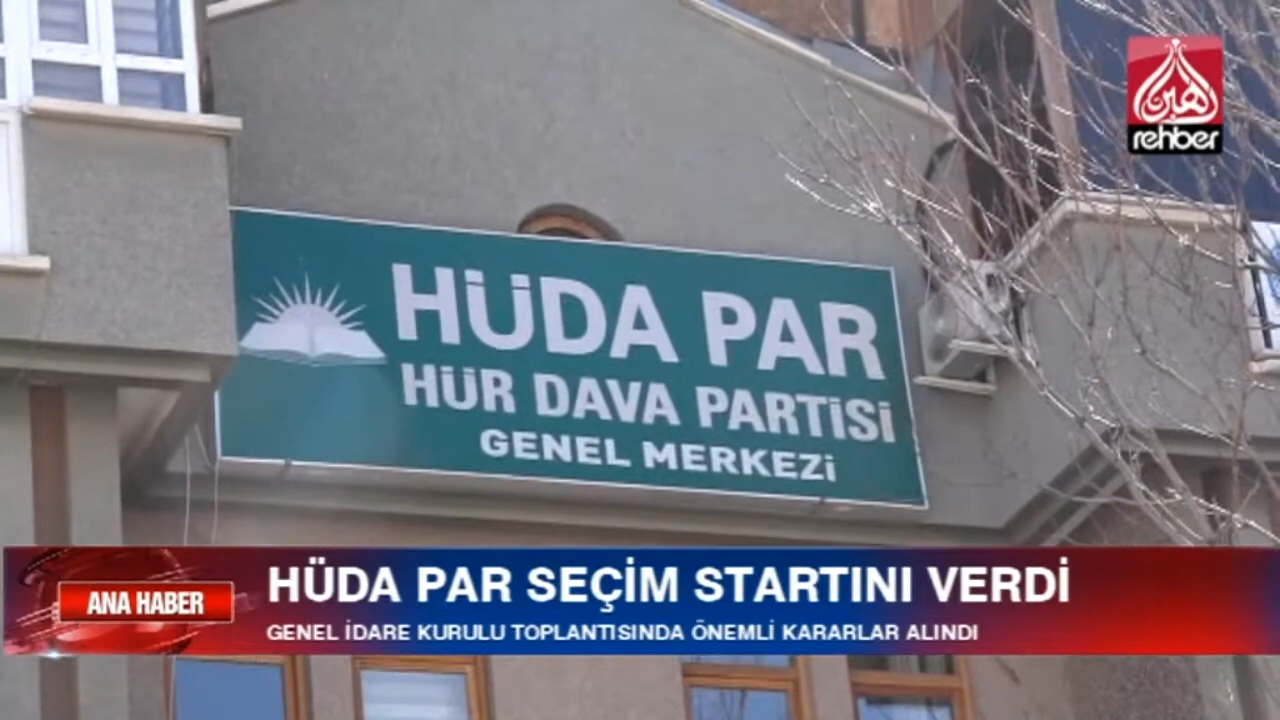 رهبر
rehber
HÜDA PAR
HÜR DAVA PARTİSİ
GENEL MERKEZİ
ANA HABER
HÜDA PAR SEÇİM STARTINI VERDİ
GENEL İDARE KURULU TOPLANTISINDA ÖNEMLİ KARARLAR ALINDI